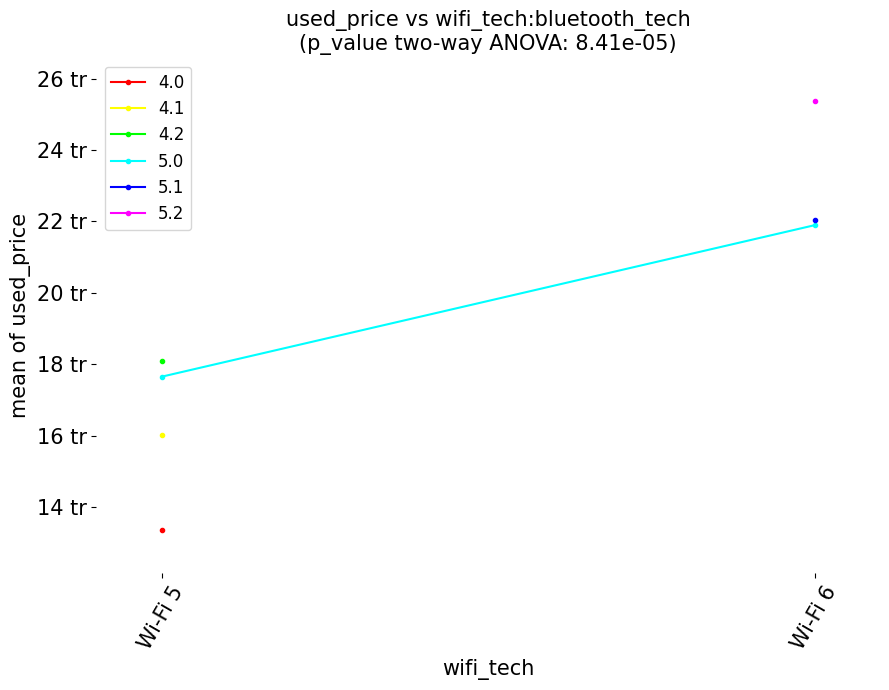 used_price vs wifi_tech:bluetooth_tech
(p_value two-way ANOVA: 8.41e-05)
26 tr
24 tr
22 tr
20 tr
18 tr
16 tr
14 tr
mean of used_price
4.0
4.1
4.2
5.0
5.1
5.2
Wi-Fi 5
Wi-Fi 6
wifi_tech